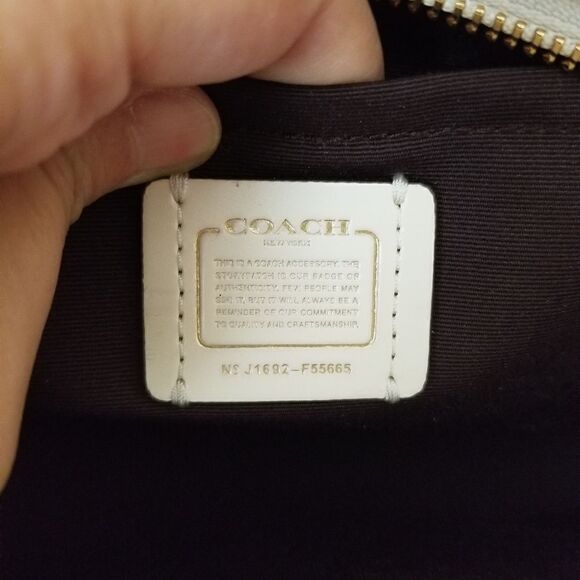 COACH
NEW YORK
THIS IS A COACH ACCESSORY. THE
STORYPATCH IS OUR BADGE OF
AUTHENTICITY. FEW PEOPLE MAY
SEE IT, BUT IT WILL ALWAYS BE A
REMINDER OF OUR COMMITMENT
TO QUALITY AND CRAFTSMANSHIP.
Nº J1692-F55665